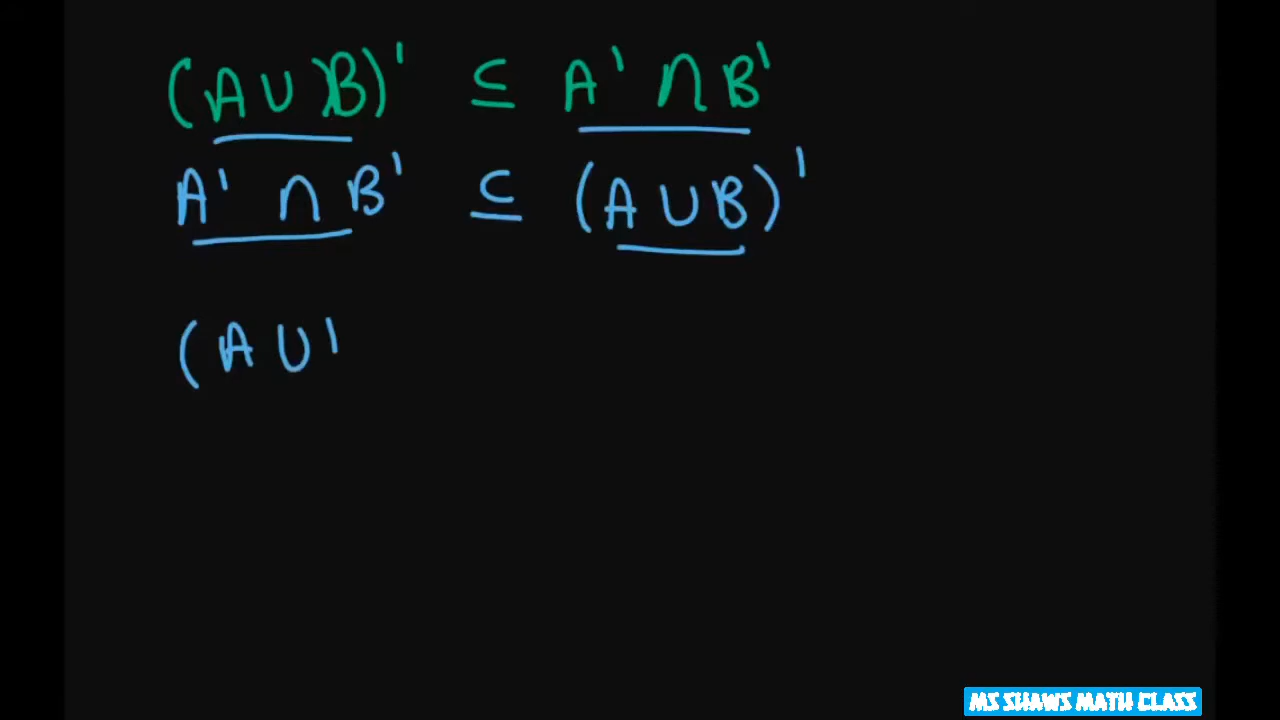 (A ∪ B)' ⊆ A' ∩ B'
A' ∩ B' ⊆ (A ∪ B)'
(A ∪
MS SHAWS MATH CLASS